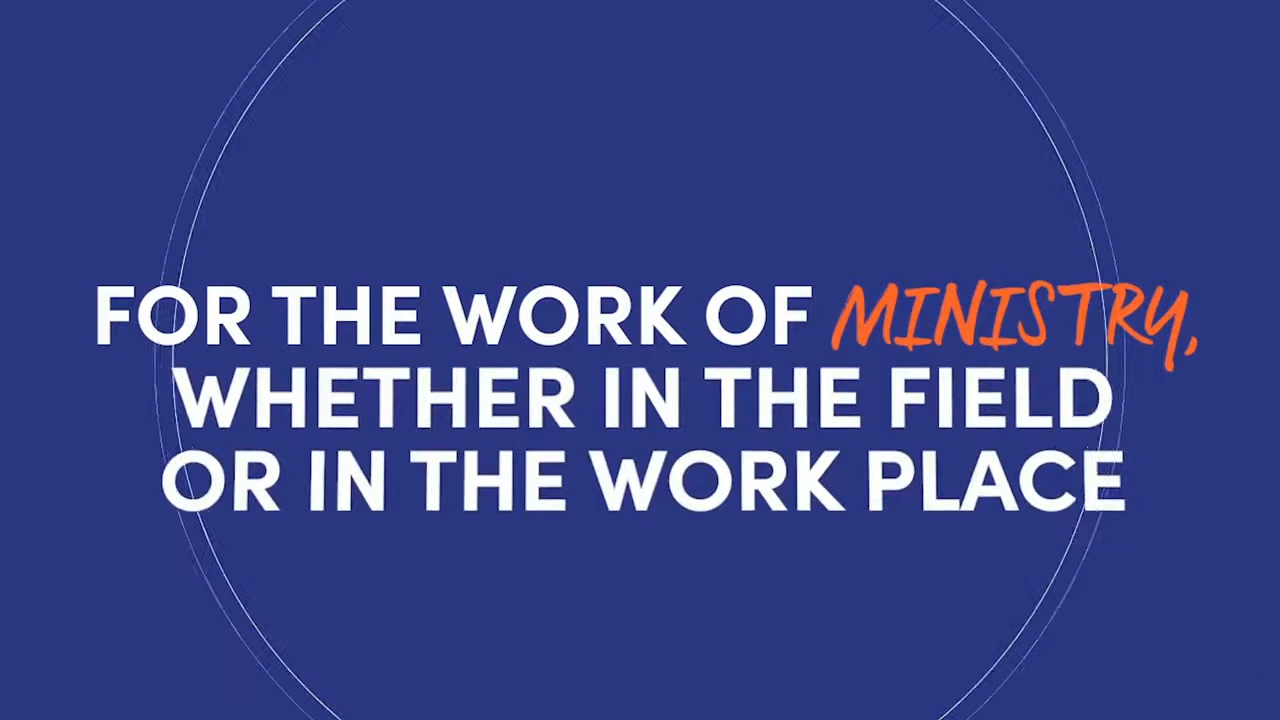 FOR THE WORK OF MINISTRY,
WHETHER IN THE FIELD
OR IN THE WORK PLACE